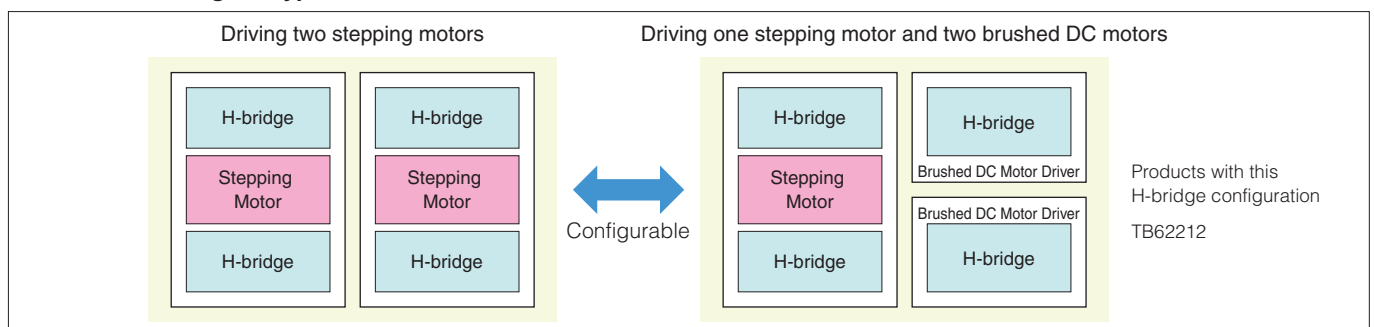 Driving two stepping motors
H-bridge
Stepping
Motor
H-bridge
H-bridge
Stepping
Motor
H-bridge
Configurable
Driving one stepping motor and two brushed DC motors
H-bridge
Stepping
Motor
H-bridge
H-bridge
Brushed DC Motor Driver
Brushed DC Motor Driver
H-bridge
Products with this
H-bridge configuration
TB62212